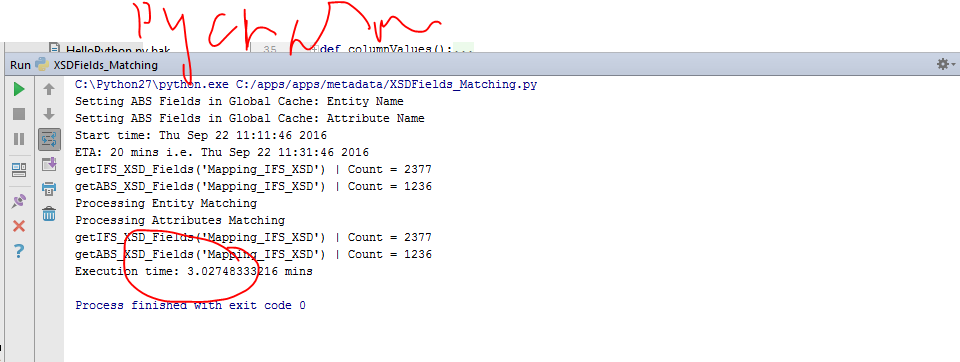 Pycharm
HelloPython.py.bak 35 def columnValues():...
Run XSDFields_Matching
C:\Python27\python.exe C:/apps/apps/metadata/XSDFields_Matching.py
Setting ABS Fields in Global Cache: Entity Name
Setting ABS Fields in Global Cache: Attribute Name
Start time: Thu Sep 22 11:11:46 2016
ETA: 20 mins i.e. Thu Sep 22 11:31:46 2016
getIFS_XSD_Fields('Mapping_IFS_XSD') | Count = 2377
getABS_XSD_Fields('Mapping_IFS_XSD') | Count = 1236
Processing Entity Matching
Processing Attributes Matching
getIFS_XSD_Fields('Mapping_IFS_XSD') | Count = 2377
getABS_XSD_Fields('Mapping_IFS_XSD') | Count = 1236
Execution time: 3.02748333216 mins
Process finished with exit code 0